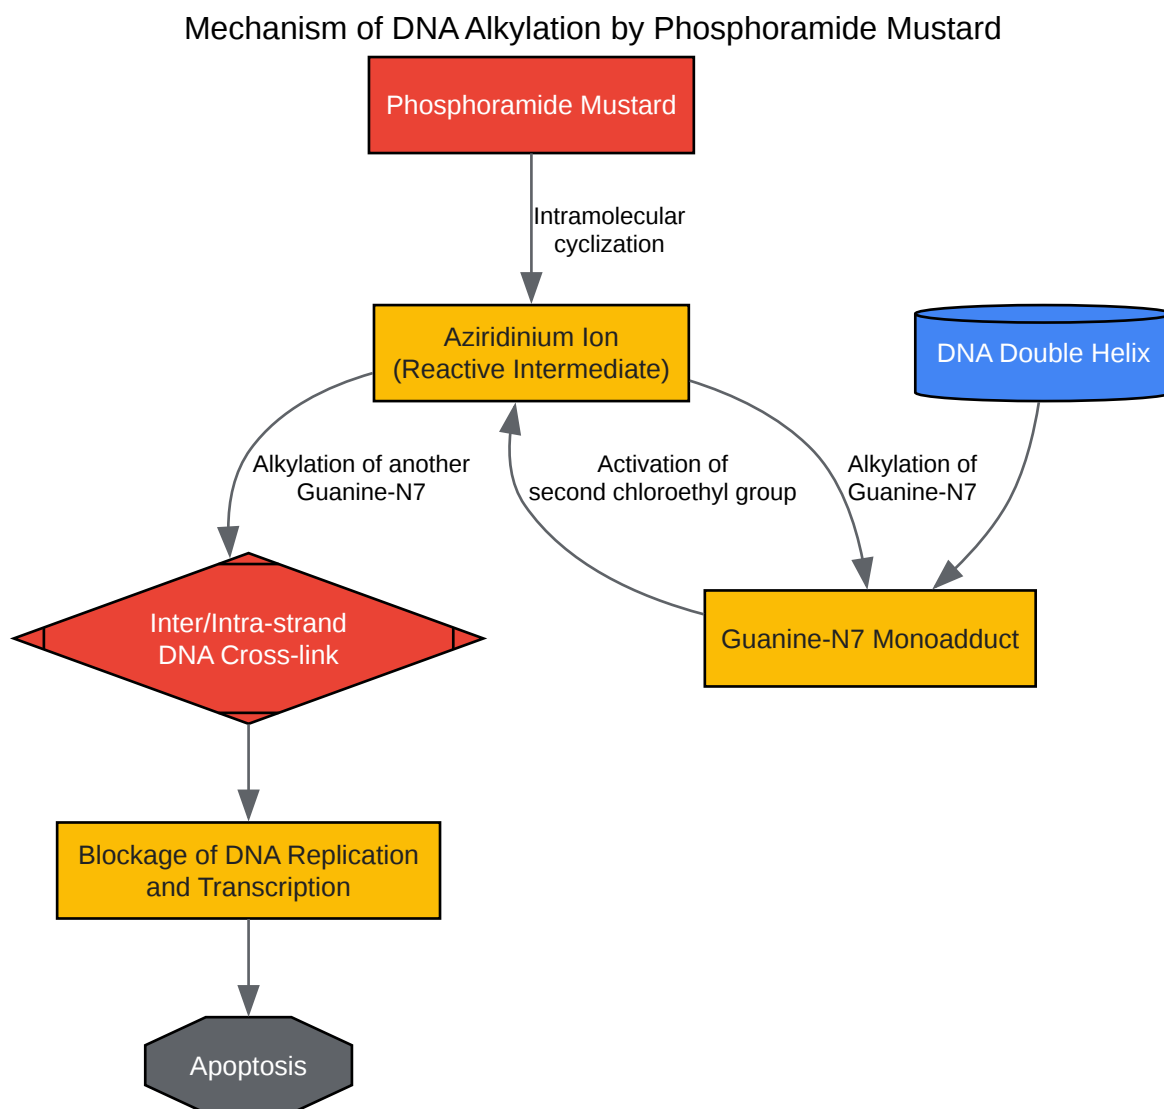 Mechanism of DNA Alkylation by Phosphoramide Mustard
Phosphoramide Mustard
Intramolecular
cyclization
Aziridinium Ion
(Reactive Intermediate)
DNA Double Helix
Alkylation of another
Guanine-N7
Activation of
second chloroethyl group
Alkylation of
Guanine-N7
Inter/Intra-strand
DNA Cross-link
Guanine-N7 Monoadduct
Blockage of DNA Replication
and Transcription
Apoptosis